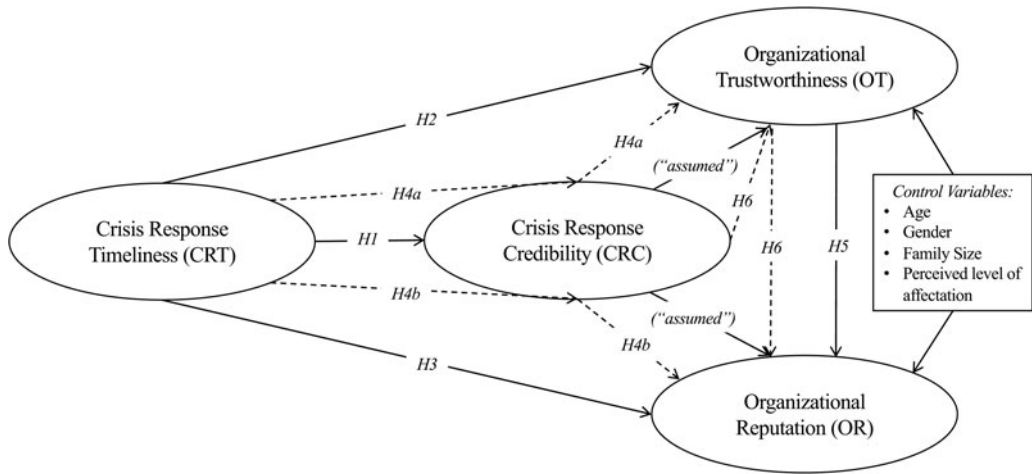 Organizational
Trustworthiness (OT)
H2
H4a
("assumed")
H4a
H6
Control Variables:
• Age
• Gender
• Family Size
• Perceived level of
affectation
Crisis Response
Timeliness (CRT)
H1
Crisis Response
Credibility (CRC)
H6
H5
H4b
("assumed")
H4b
H3
Organizational
Reputation (OR)